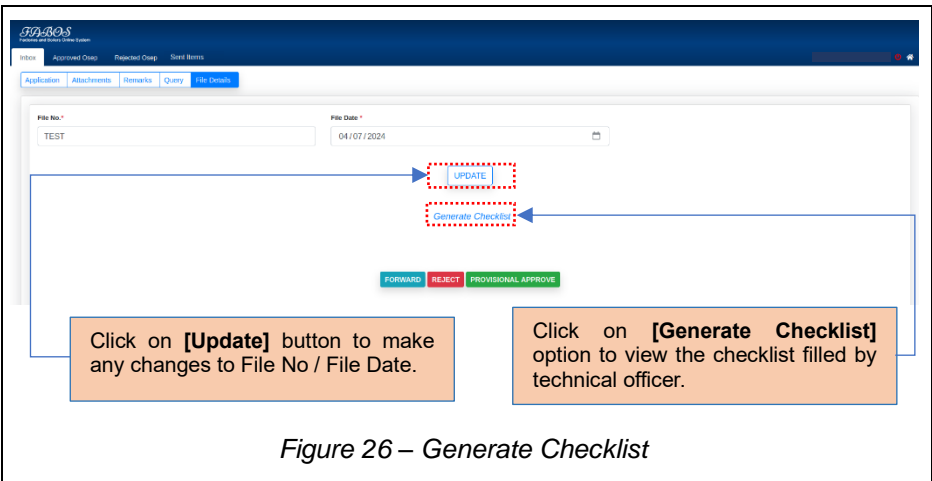 FABOS
Factories and Boilers Online System
Inbox Approved Osep Rejected Osep Sent Items
Application Attachments Remarks Query File Details
File No.* File Date *
TEST 04/07/2024
UPDATE
Generate Checklist
FORWARD REJECT PROVISIONAL APPROVE
Click on [Update] button to make
any changes to File No / File Date.
Click on [Generate Checklist]
option to view the checklist filled by
technical officer.
Figure 26 – Generate Checklist